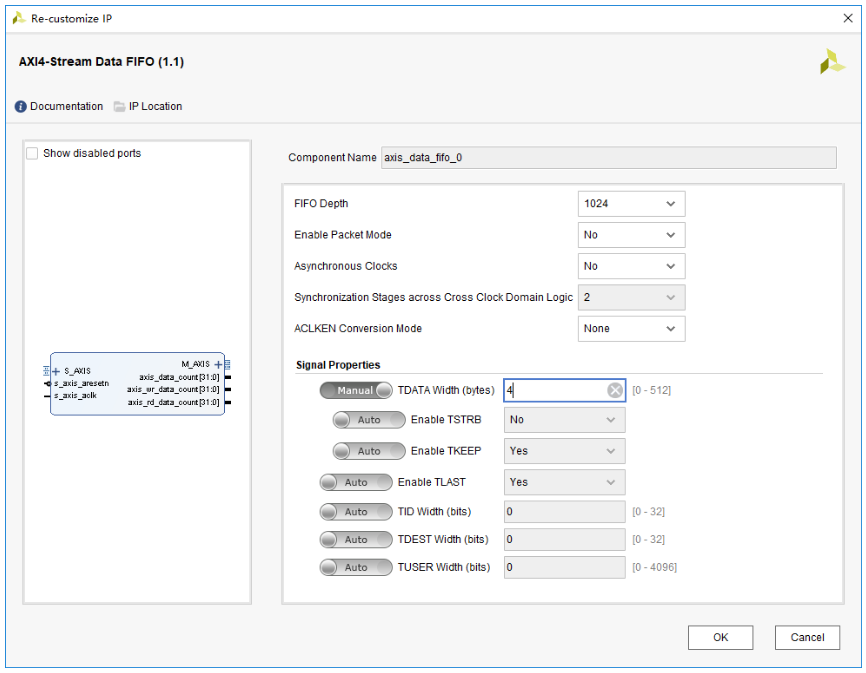 Re-customize IP
AXI4-Stream Data FIFO (1.1)
Documentation IP Location
Show disabled ports
S_AXIS
s_axis_aresetn
s_axis_aclk
M_AXIS
axis_data_count[31:0]
axis_wr_data_count[31:0]
axis_rd_data_count[31:0]
Component Name axis_data_fifo_0
FIFO Depth 1024
Enable Packet Mode No
Asynchronous Clocks No
Synchronization Stages across Cross Clock Domain Logic 2
ACLKEN Conversion Mode None
Signal Properties
Manual TDATA Width (bytes) 4 [0 - 512]
Auto Enable TSTRB No
Auto Enable TKEEP Yes
Auto Enable TLAST Yes
Auto TID Width (bits) 0 [0 - 32]
Auto TDEST Width (bits) 0 [0 - 32]
Auto TUSER Width (bits) 0 [0 - 4096]
OK Cancel